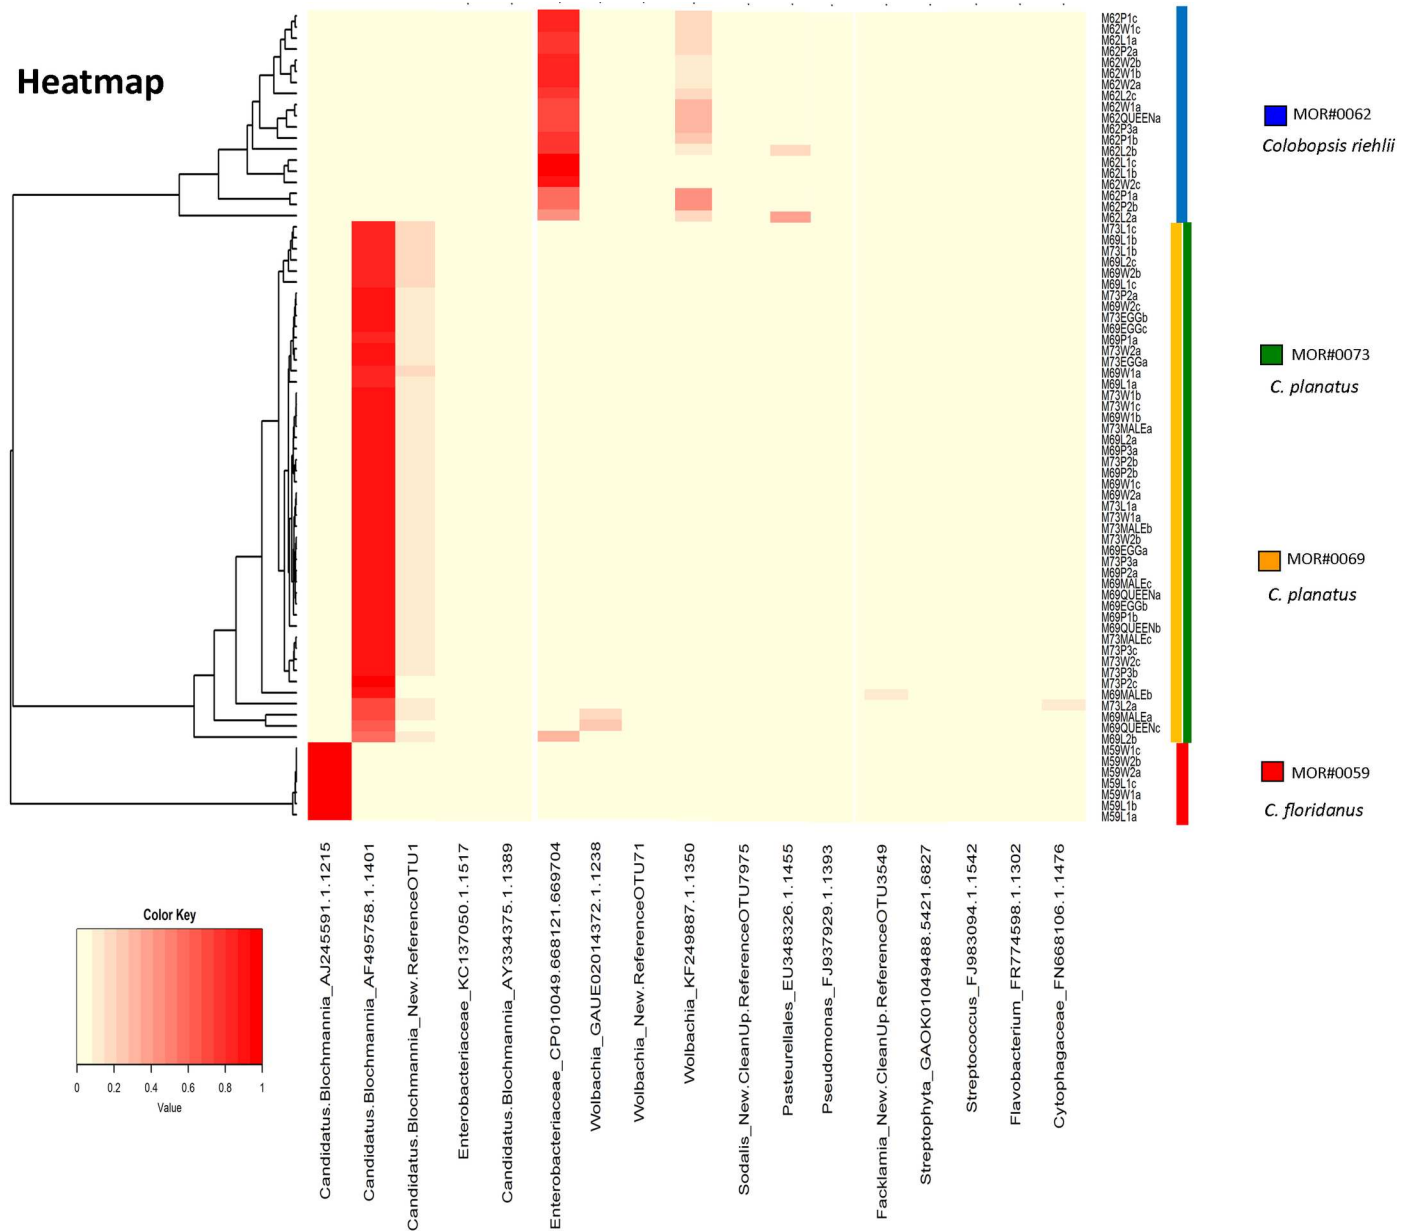 Heatmap
M62P1c
M62W1c
M62L1a
M62P2a
M62W2b
M62W1b
M62W2a
M62L2c
M62W1a
M62QUEENa
M62P3a
M62P1b
M62L2b
M62L1c
M62L1b
M62W2c
M62P1a
M62P2b
M62L2a
M73L1c
M69L1b
M73L1b
M69L2c
M69W2b
M69L1c
M73P2a
M69W2c
M73EGGb
M69EGGc
M69P1a
M73W2a
M73EGGa
M69W1a
M69L1a
M73W1b
M73W1c
M69W1b
M73MALEa
M69L2a
M69P3a
M73P2b
M69P2b
M69W1c
M69W2a
M73L1a
M73W1a
M73MALEb
M73W2b
M69EGGa
M73P3a
M69P2a
M69MALEc
M69QUEENa
M69EGGb
M69P1b
M69QUEENb
M73MALEc
M73P3c
M73W2c
M73P3b
M73P2c
M69MALEb
M73L2a
M69MALEa
M69QUEENc
M69L2b
M59W1c
M59W2b
M59W2a
M59L1c
M59W1a
M59L1b
M59L1a
MOR#0062
Colobopsis riehlii
MOR#0073
C. planatus
MOR#0069
C. planatus
MOR#0059
C. floridanus
Candidatus.Blochmannia_AJ245591.1.1215
Candidatus.Blochmannia_AF495758.1.1401
Candidatus.Blochmannia_New.ReferenceOTU1
Enterobacteriaceae_KC137050.1.1517
Candidatus.Blochmannia_AY334375.1.1389
Enterobacteriaceae_CP010049.668121.669704
Wolbachia_GAUE02014372.1.1238
Wolbachia_New.ReferenceOTU71
Wolbachia_KF249887.1.1350
Sodalis_New.CleanUp.ReferenceOTU7975
Pasteurellales_EU348326.1.1455
Pseudomonas_FJ937929.1.1393
Facklamia_New.CleanUp.ReferenceOTU3549
Streptophyta_GAOK01049488.5421.6827
Streptococcus_FJ983094.1.1542
Flavobacterium_FR774598.1.1302
Cytophagaceae_FN668106.1.1476
Color Key
0 0.2 0.4 0.6 0.8 1
Value